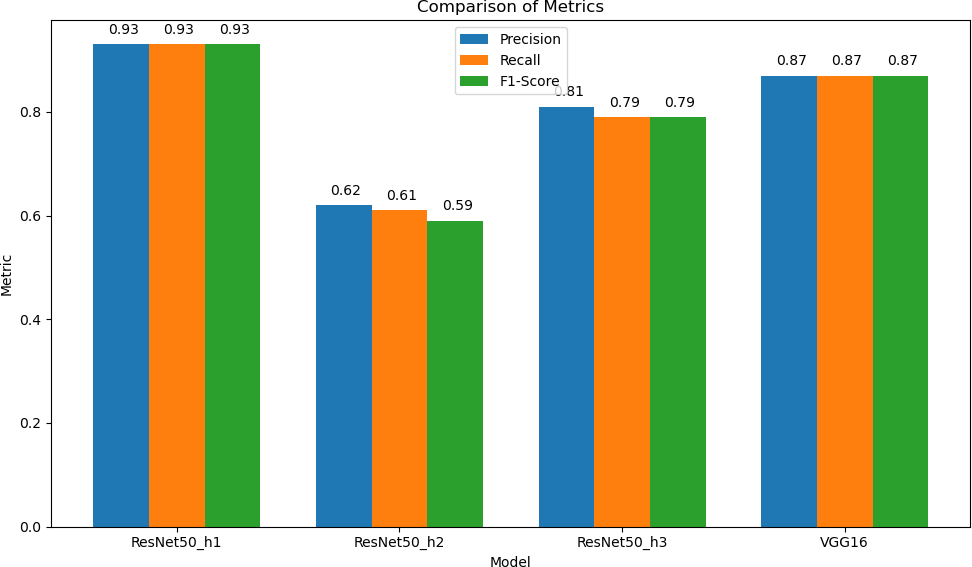 Comparison of Metrics
0.93 0.93 0.93
Precision
Recall
F1-Score
0.62 0.61 0.59
0.81 0.79 0.79
0.87 0.87 0.87
0.8
0.6
0.4
0.2
0.0
Metric
ResNet50_h1 ResNet50_h2 ResNet50_h3 VGG16
Model